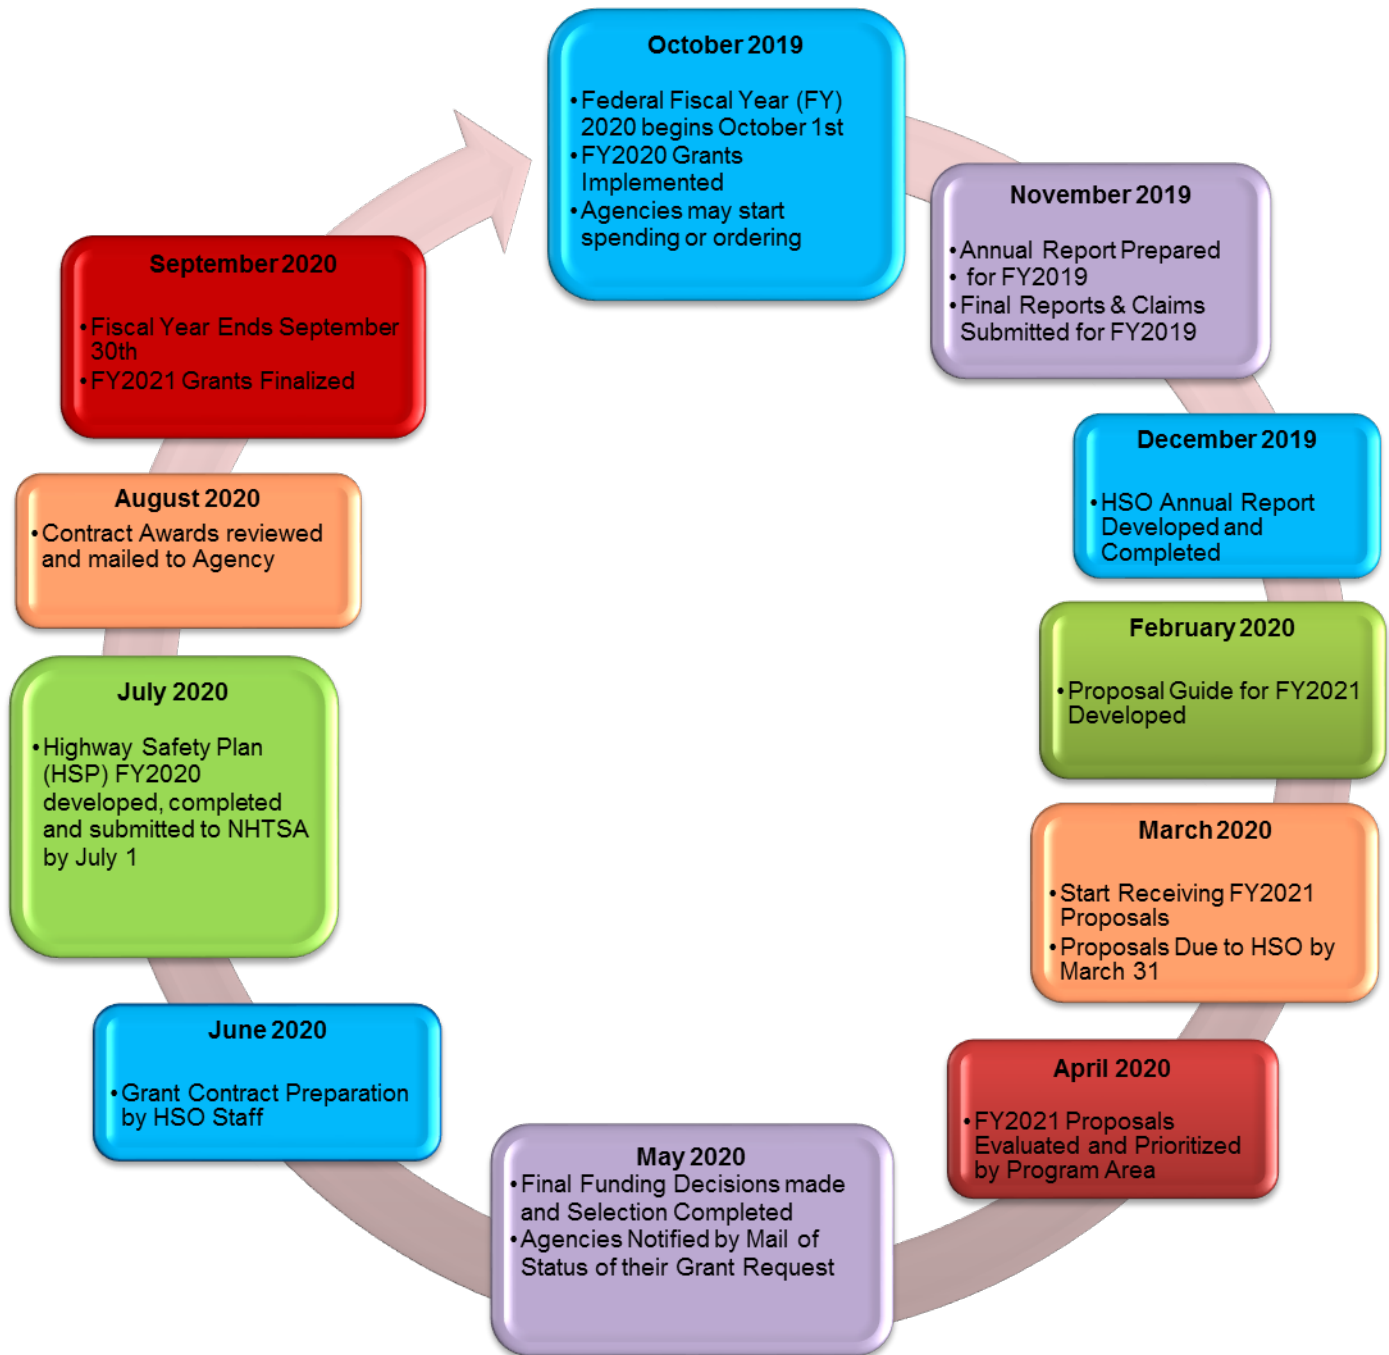 October 2019
• Federal Fiscal Year (FY)
2020 begins October 1st
• FY2020 Grants
Implemented
• Agencies may start
spending or ordering
November 2019
• Annual Report Prepared
• for FY2019
• Final Reports & Claims
Submitted for FY2019
December 2019
• HSO Annual Report
Developed and
Completed
February 2020
• Proposal Guide for FY2021
Developed
March 2020
• Start Receiving FY2021
Proposals
• Proposals Due to HSO by
March 31
April 2020
• FY2021 Proposals
Evaluated and Prioritized
by Program Area
May 2020
• Final Funding Decisions made
and Selection Completed
• Agencies Notified by Mail of
Status of their Grant Request
June 2020
• Grant Contract Preparation
by HSO Staff
July 2020
• Highway Safety Plan
(HSP) FY2020
developed, completed
and submitted to NHTSA
by July 1
August 2020
• Contract Awards reviewed
and mailed to Agency
September 2020
• Fiscal Year Ends September
30th
• FY2021 Grants Finalized